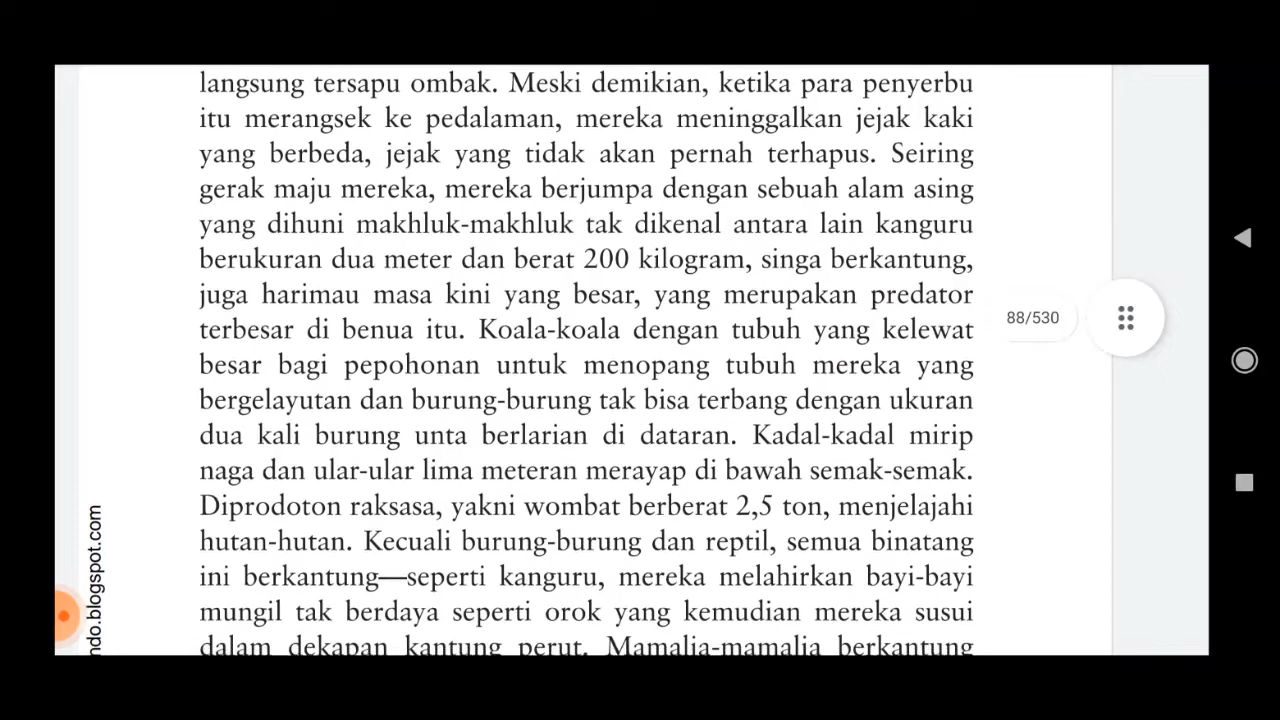 langsung tersapu ombak. Meski demikian, ketika para penyerbu
itu merangsek ke pedalaman, mereka meninggalkan jejak kaki
yang berbeda, jejak yang tidak akan pernah terhapus. Seiring
gerak maju mereka, mereka berjumpa dengan sebuah alam asing
yang dihuni makhluk-makhluk tak dikenal antara lain kanguru
berukuran dua meter dan berat 200 kilogram, singa berkantung,
juga harimau masa kini yang besar, yang merupakan predator
terbesar di benua itu. Koala-koala dengan tubuh yang kelewat
besar bagi pepohonan untuk menopang tubuh mereka yang
bergelayutan dan burung-burung tak bisa terbang dengan ukuran
dua kali burung unta berlarian di dataran. Kadal-kadal mirip
naga dan ular-ular lima meteran merayap di bawah semak-semak.
Diprodoton raksasa, yakni wombat berberat 2,5 ton, menjelajahi
hutan-hutan. Kecuali burung-burung dan reptil, semua binatang
ini berkantung—seperti kanguru, mereka melahirkan bayi-bayi
mungil tak berdaya seperti orok yang kemudian mereka susui
dalam dekapan kantung perut. Mamalia-mamalia berkantung
88/530
ndo.blogspot.com